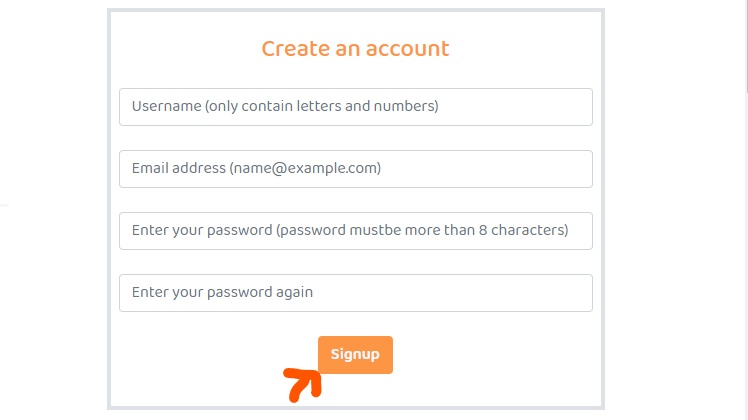 Create an account
Username (only contain letters and numbers)
Email address (name@example.com)
Enter your password (password mustbe more than 8 characters)
Enter your password again
Signup